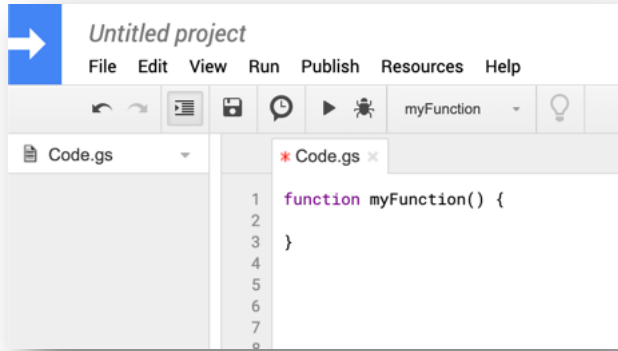 Untitled project
File Edit View Run Publish Resources Help
myFunction
Code.gs
* Code.gs ×
1 function myFunction() {
2
3 }
4
5
6
7
8